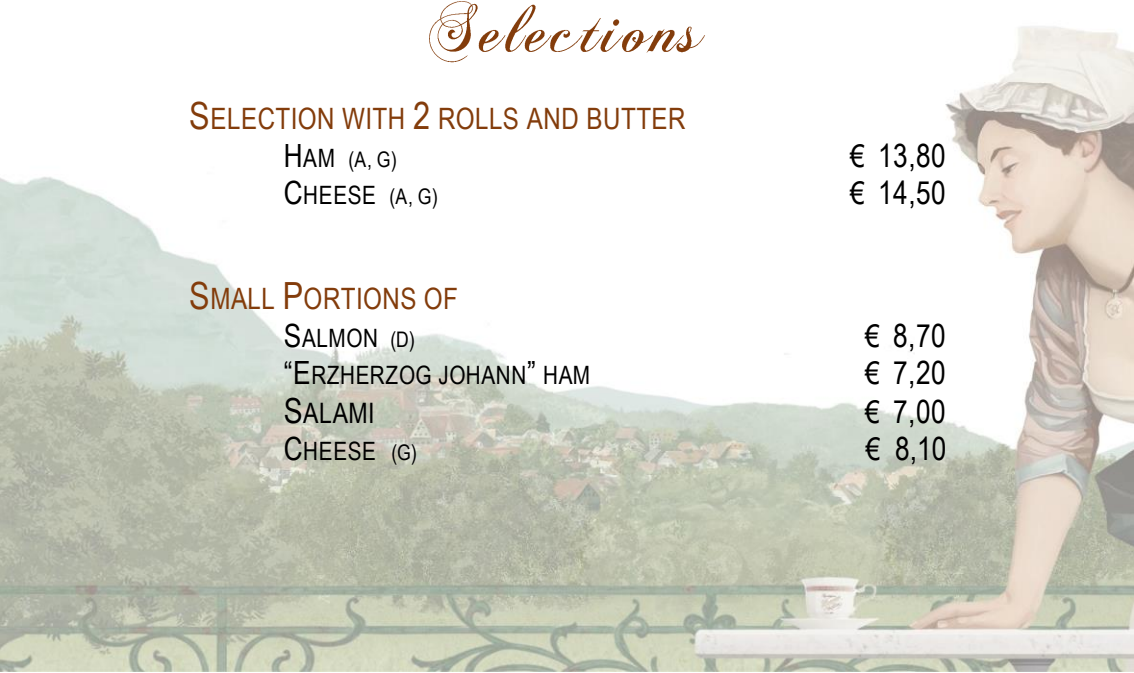 Selections
SELECTION WITH 2 ROLLS AND BUTTER
HAM (A, G) € 13,80
CHEESE (A, G) € 14,50
SMALL PORTIONS OF
SALMON (D) € 8,70
“ERZHERZOG JOHANN” HAM € 7,20
SALAMI € 7,00
CHEESE (G) € 8,10